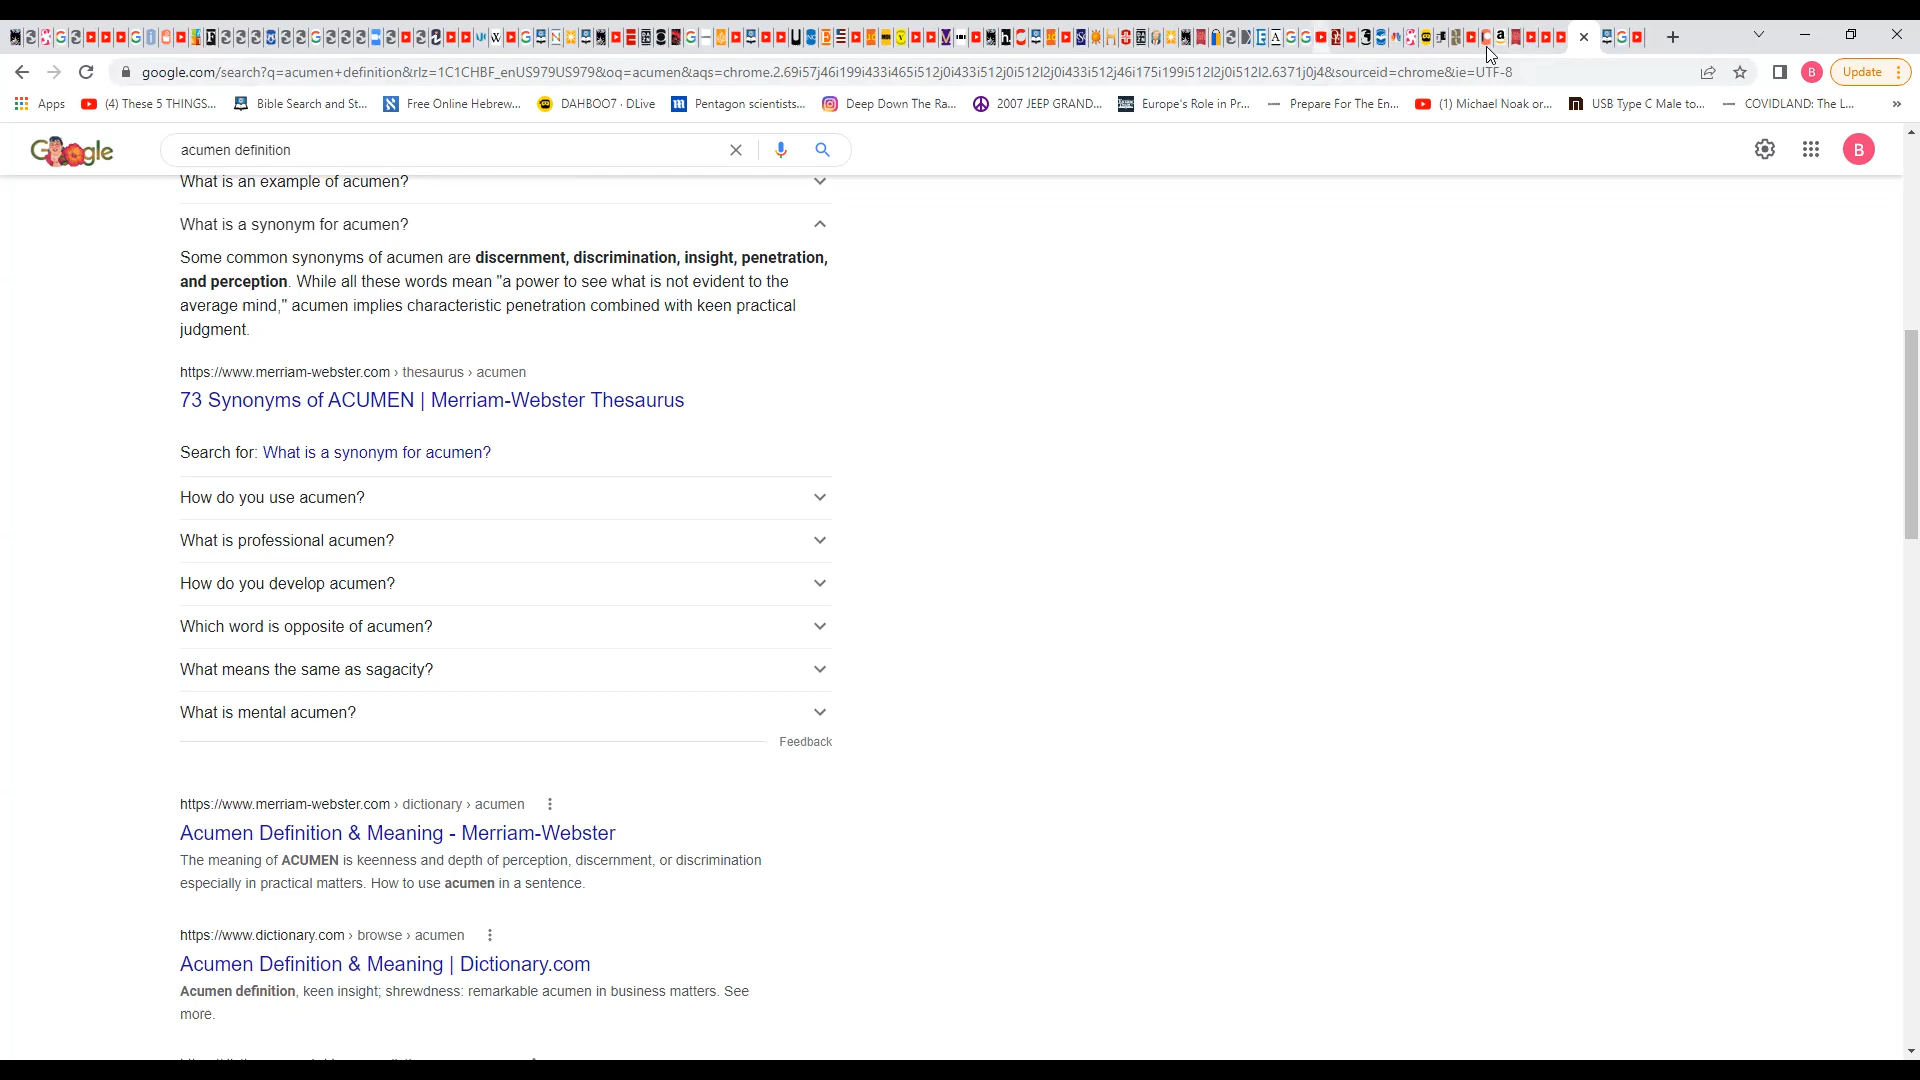 google.com/search?q=acumen+definition&rlz=1C1CHBF_enUS979US979&oq=acumen&aqs=chrome.2.69i57j46i199i433i465i512j0i433i512j0i512l2j0i433i512j46i175i199i512l2j0i512l2.6371j0j4&sourceid=chrome&ie=UTF-8
B
Update
Apps
(4) These 5 THINGS...
Bible Search and St...
Free Online Hebrew...
DAHBOO7 · DLive
Pentagon scientists...
Deep Down The Ra...
2007 JEEP GRAND...
Europe's Role in Pr...
Prepare For The En...
(1) Michael Noak or...
USB Type C Male to...
COVIDLAND: The L...
»
Google
acumen definition
B
What is an example of acumen?
What is a synonym for acumen?
Some common synonyms of acumen are discernment, discrimination, insight, penetration,
and perception. While all these words mean "a power to see what is not evident to the
average mind," acumen implies characteristic penetration combined with keen practical
judgment.
https://www.merriam-webster.com › thesaurus › acumen
73 Synonyms of ACUMEN | Merriam-Webster Thesaurus
Search for: What is a synonym for acumen?
How do you use acumen?
What is professional acumen?
How do you develop acumen?
Which word is opposite of acumen?
What means the same as sagacity?
What is mental acumen?
Feedback
https://www.merriam-webster.com › dictionary › acumen
Acumen Definition & Meaning - Merriam-Webster
The meaning of ACUMEN is keenness and depth of perception, discernment, or discrimination
especially in practical matters. How to use acumen in a sentence.
https://www.dictionary.com › browse › acumen
Acumen Definition & Meaning | Dictionary.com
Acumen definition, keen insight; shrewdness: remarkable acumen in business matters. See
more.